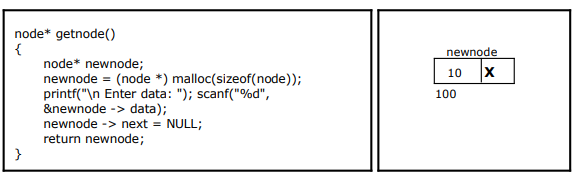 node* getnode()
{
node* newnode;
newnode = (node *) malloc(sizeof(node));
printf("\n Enter data: "); scanf("%d",
&newnode -> data);
newnode -> next = NULL;
return newnode;
}
newnode
10 X
100